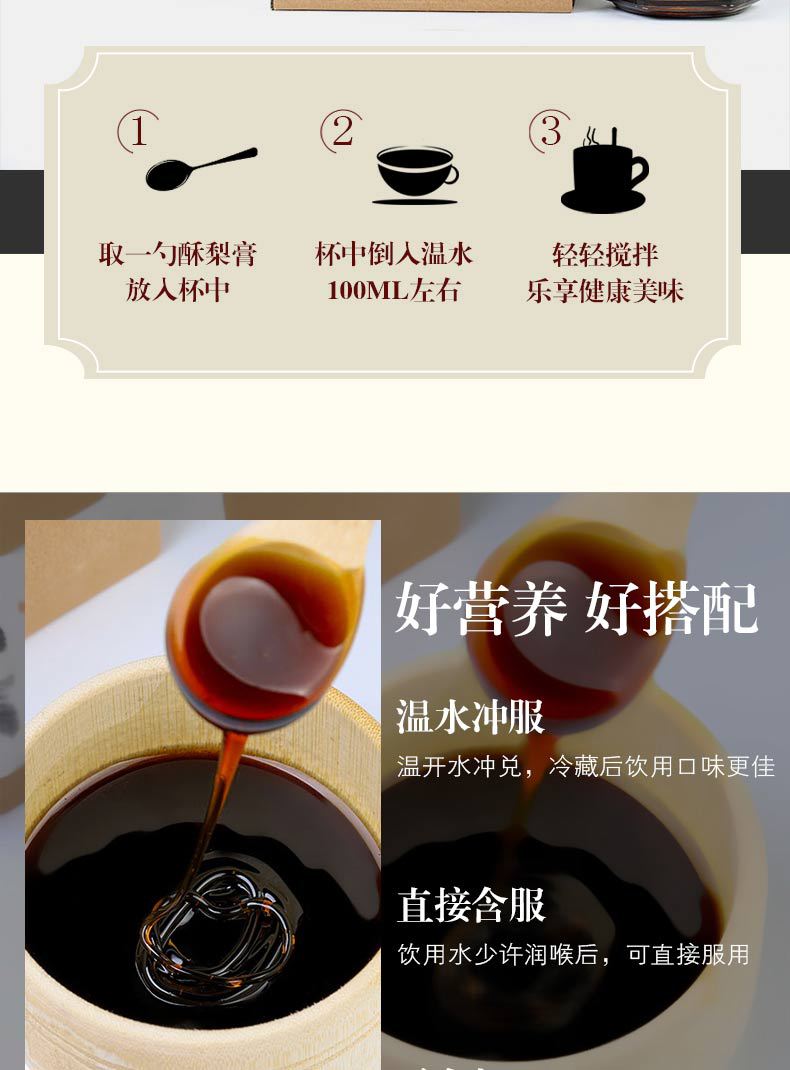 1
2
3
取一勺酥梨膏
放入杯中
杯中倒入温水
100ML左右
轻轻搅拌
乐享健康美味
好营养 好搭配
温水冲服
温开水冲兑，冷藏后饮用口味更佳
直接含服
饮用水少许润喉后，可直接服用